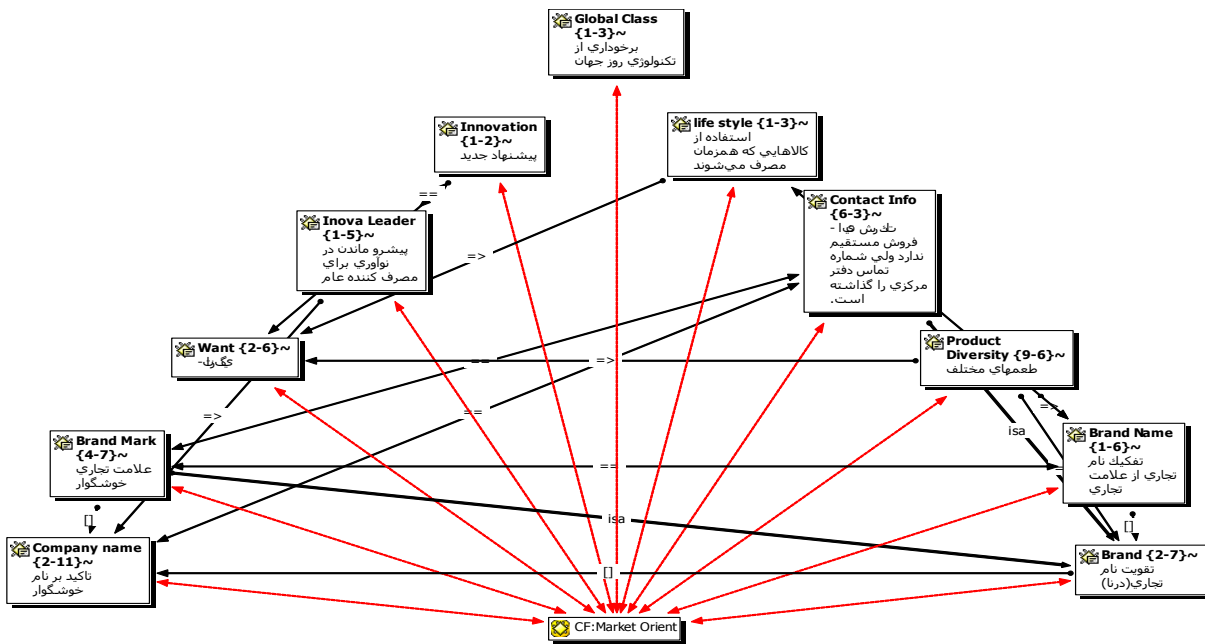 Global Class
{1-3}~
برخوداري از
تكنولوژي روز جهان
Innovation
{1-2}~
پيشنهاد جديد
life style {1-3}~
استفاده از
كالاهايي كه همزمان
مصرف مي‌شوند
Contact Info
{6-3}~
فروش مستقيم
ندارد ولي شماره
تماس دفتر
مركزي را گذاشته
است.
Inova Leader
{1-5}~
پيشرو ماندن در
نوآوري براي
مصرف كننده عام
Want {2-6}~
Product
Diversity {9-6}~
طعمهاي مختلف
Brand Mark
{4-7}~
علامت تجاري
خوشگوار
Brand Name
{1-6}~
تفكيك نام
تجاري از علامت
تجاري
Company name
{2-11}~
تاكيد بر نام
خوشگوار
Brand {2-7}~
تقويت نام
تجاري(درنا)
CF:Market Orient
==
=>
==
=>
==
=>
==
=>
isa
isa
[]
[]
[]